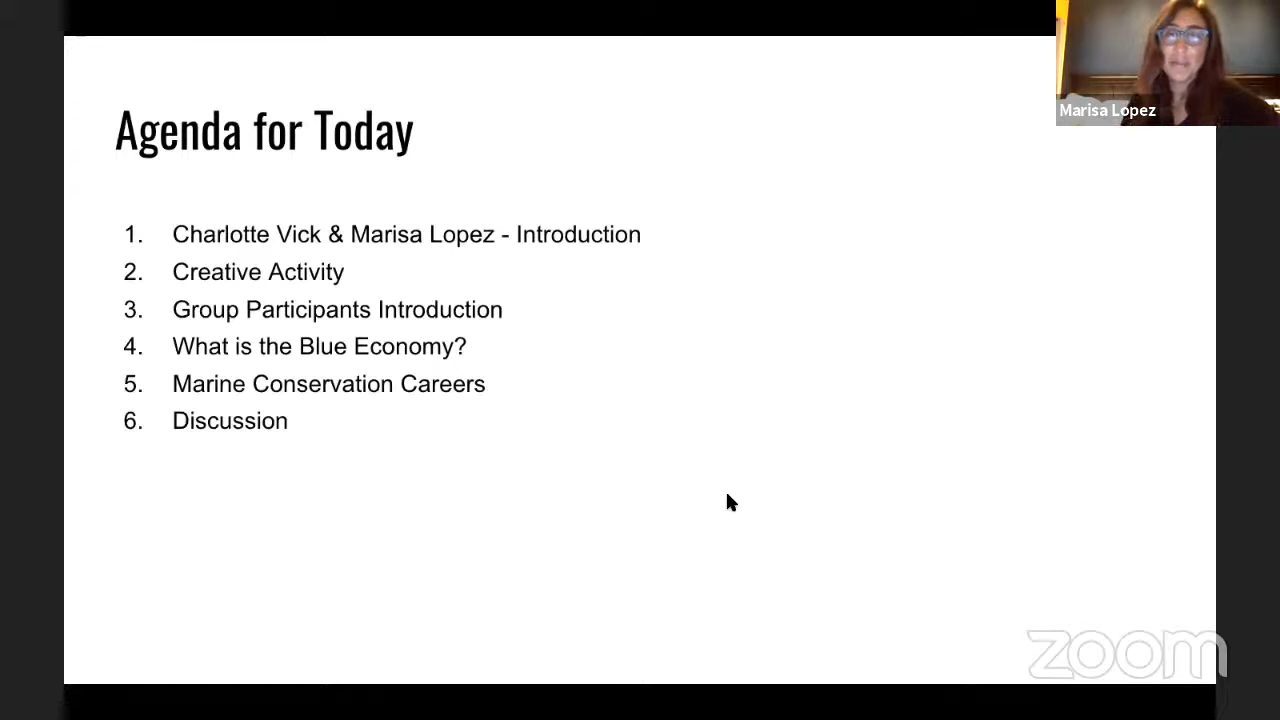 Agenda for Today
1. Charlotte Vick & Marisa Lopez - Introduction
2. Creative Activity
3. Group Participants Introduction
4. What is the Blue Economy?
5. Marine Conservation Careers
6. Discussion
Marisa Lopez
zoom